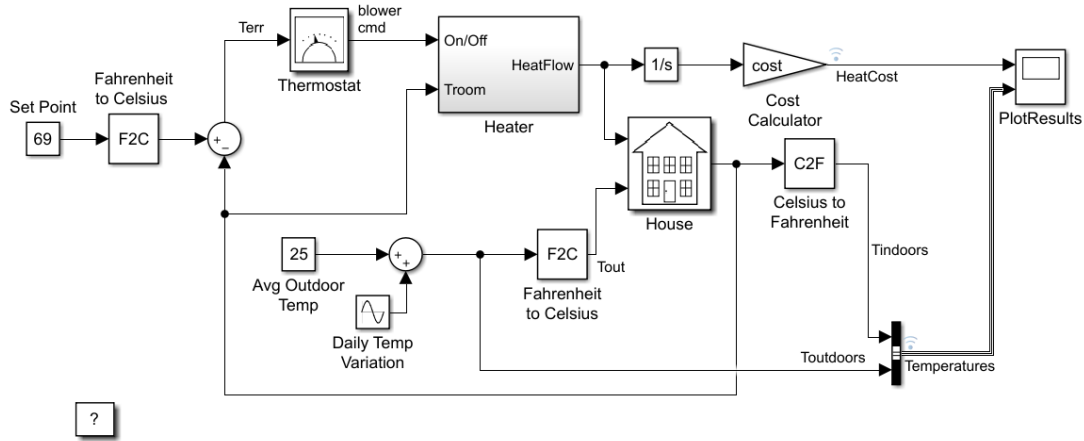 Terr
blower
cmd
Thermostat
On/Off
Troom
HeatFlow
Heater
1/s
cost
Cost
Calculator
HeatCost
PlotResults
Set Point
69
Fahrenheit
to Celsius
F2C
+
−
House
C2F
Celsius to
Fahrenheit
25
Avg Outdoor
Temp
+
+
Daily Temp
Variation
F2C
Fahrenheit
to Celsius
Tout
Tindoors
Toutdoors
Temperatures
?